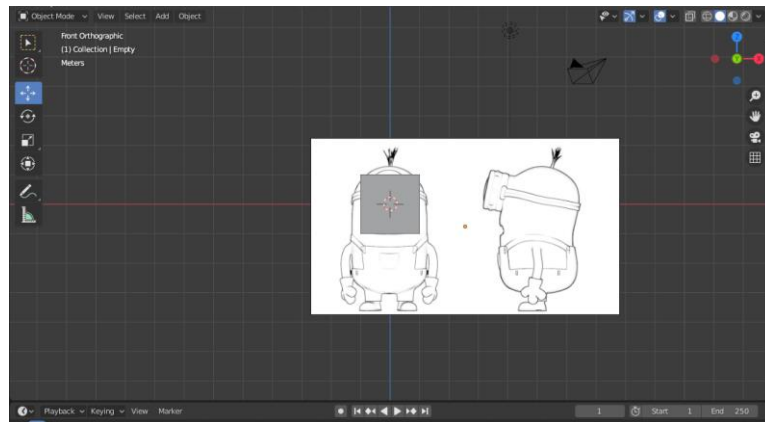 Object Mode View Select Add Object
Front Orthographic
(1) Collection | Empty
Meters
Z
Y
X
Playback Keying View Marker
1 Start 1 End 250